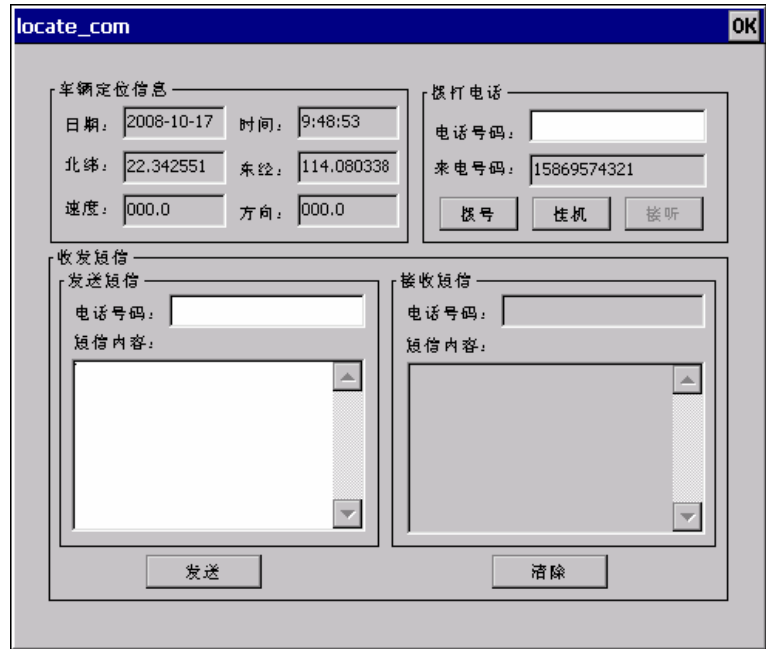 locate_com OK
车辆定位信息
日期： 2008-10-17 时间： 9:48:53
北纬： 22.342551 东经： 114.080338
速度： 000.0 方向： 000.0
拨打电话
电话号码：
来电号码： 15869574321
拨号 挂机 接听
收发短信
发送短信
电话号码：
短信内容：
发送
接收短信
电话号码：
短信内容：
清除